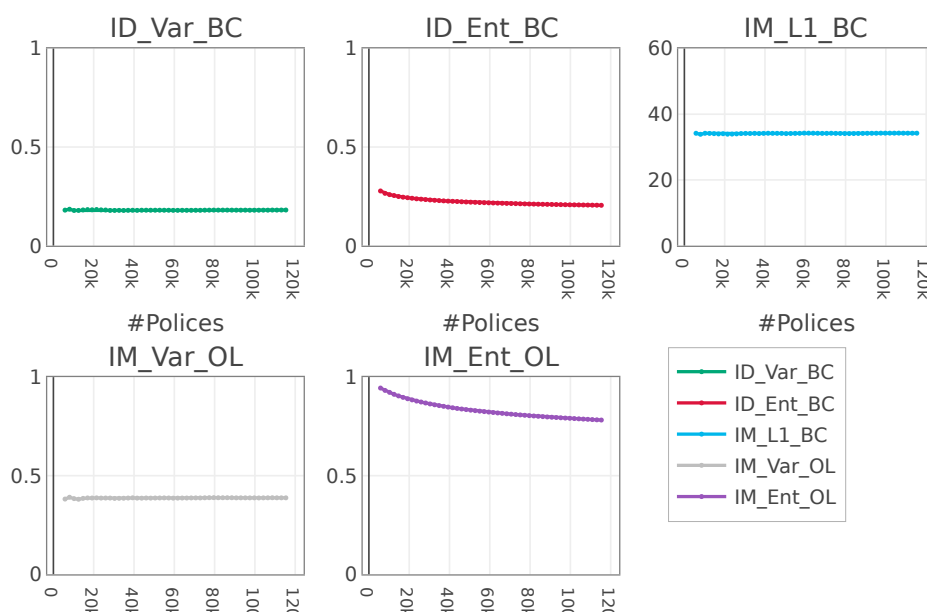 ID_Var_BC ID_Ent_BC IM_L1_BC
1 1 60
0.5 0.5 40
20
0 0 0
0 20k 40k 60k 80k 100k 120k 0 20k 40k 60k 80k 100k 120k 0 20k 40k 60k 80k 100k 120k
#Polices #Polices #Polices
IM_Var_OL IM_Ent_OL
1 1
ID_Var_BC
ID_Ent_BC
IM_L1_BC
0.5 0.5
IM_Var_OL
IM_Ent_OL
0 0
0 20k 40k 60k 80k 100k 120k 0 20k 40k 60k 80k 100k 120